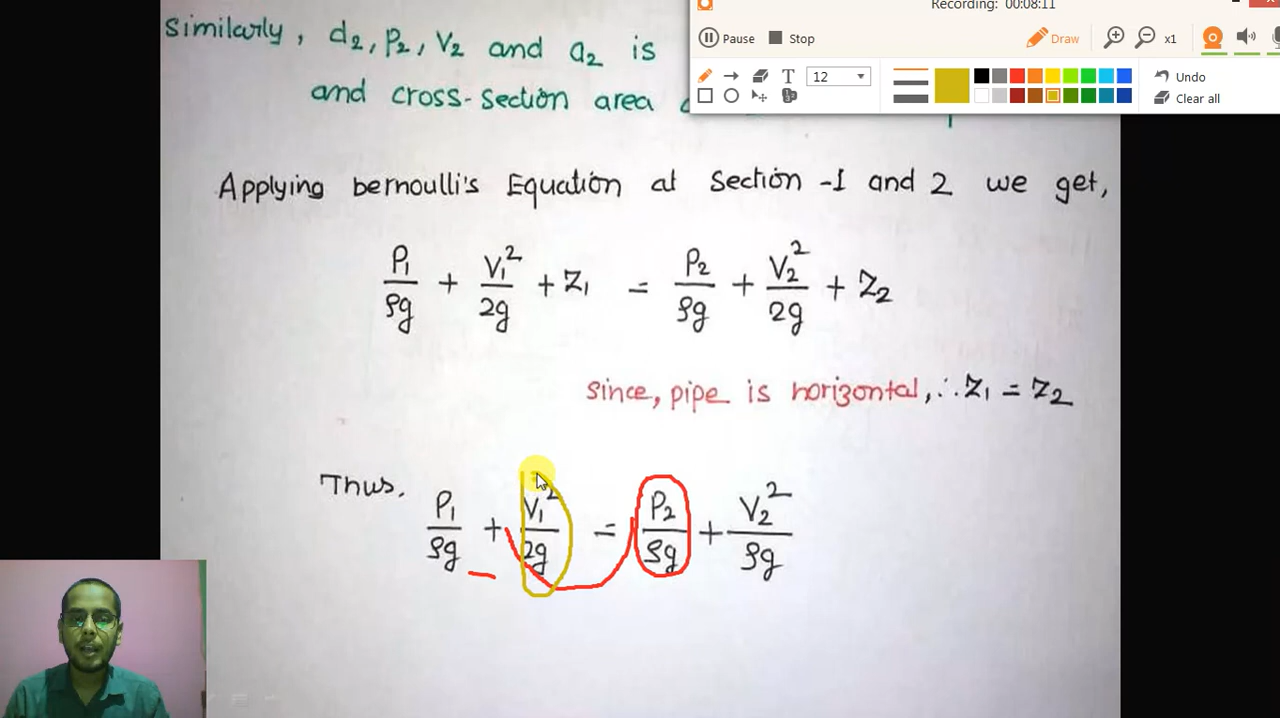 Recording: 00:08:11
Pause Stop Draw x1
T 12 Undo
Clear all
Similarly, d2, P2, V2 and a2 is
and cross-section area
Applying bernoulli's Equation at Section -1 and 2 we get,
P1/ρg + V1²/2g + Z1 = P2/ρg + V2²/2g + Z2
since, pipe is horizontal, ∴ Z1 = Z2
Thus. P1/ρg + V1²/2g = P2/ρg + V2²/ρg